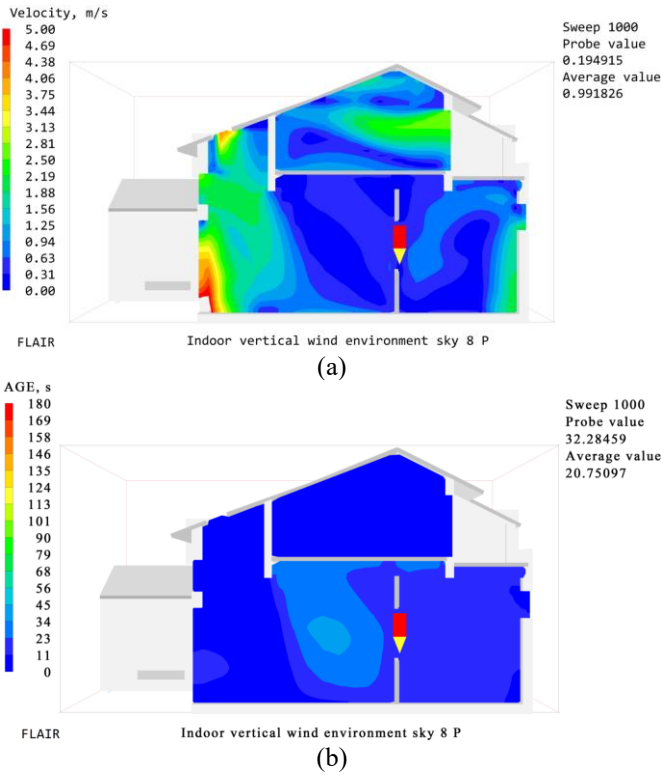 Velocity, m/s
5.00
4.69
4.38
4.06
3.75
3.44
3.13
2.81
2.50
2.19
1.88
1.56
1.25
0.94
0.63
0.31
0.00
Sweep 1000
Probe value
0.194915
Average value
0.991826
FLAIR
Indoor vertical wind environment sky 8 P
(a)
AGE, s
180
169
158
146
135
124
113
101
90
79
68
56
45
34
23
11
0
Sweep 1000
Probe value
32.28459
Average value
20.75097
FLAIR
Indoor vertical wind environment sky 8 P
(b)